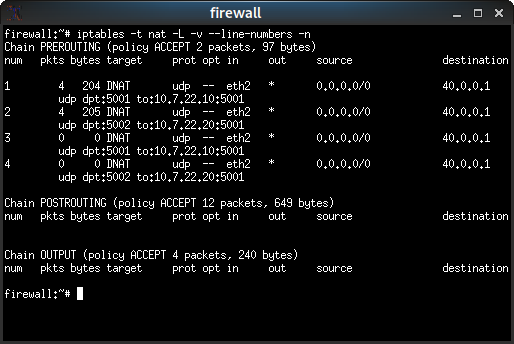 firewall
firewall:~# iptables -t nat -L -v --line-numbers -n
Chain PREROUTING (policy ACCEPT 2 packets, 97 bytes)
num   pkts bytes target     prot opt in     out     source               destination
1        4   204 DNAT       udp  --  eth2   *       0.0.0.0/0            40.0.0.1
udp dpt:5001 to:10.7.22.10:5001
2        4   205 DNAT       udp  --  eth2   *       0.0.0.0/0            40.0.0.1
udp dpt:5002 to:10.7.22.20:5001
3        0     0 DNAT       udp  --  eth2   *       0.0.0.0/0            40.0.0.1
udp dpt:5001 to:10.7.22.10:5001
4        0     0 DNAT       udp  --  eth2   *       0.0.0.0/0            40.0.0.1
udp dpt:5002 to:10.7.22.20:5001
Chain POSTROUTING (policy ACCEPT 12 packets, 649 bytes)
num   pkts bytes target     prot opt in     out     source               destination
Chain OUTPUT (policy ACCEPT 4 packets, 240 bytes)
num   pkts bytes target     prot opt in     out     source               destination
firewall:~#